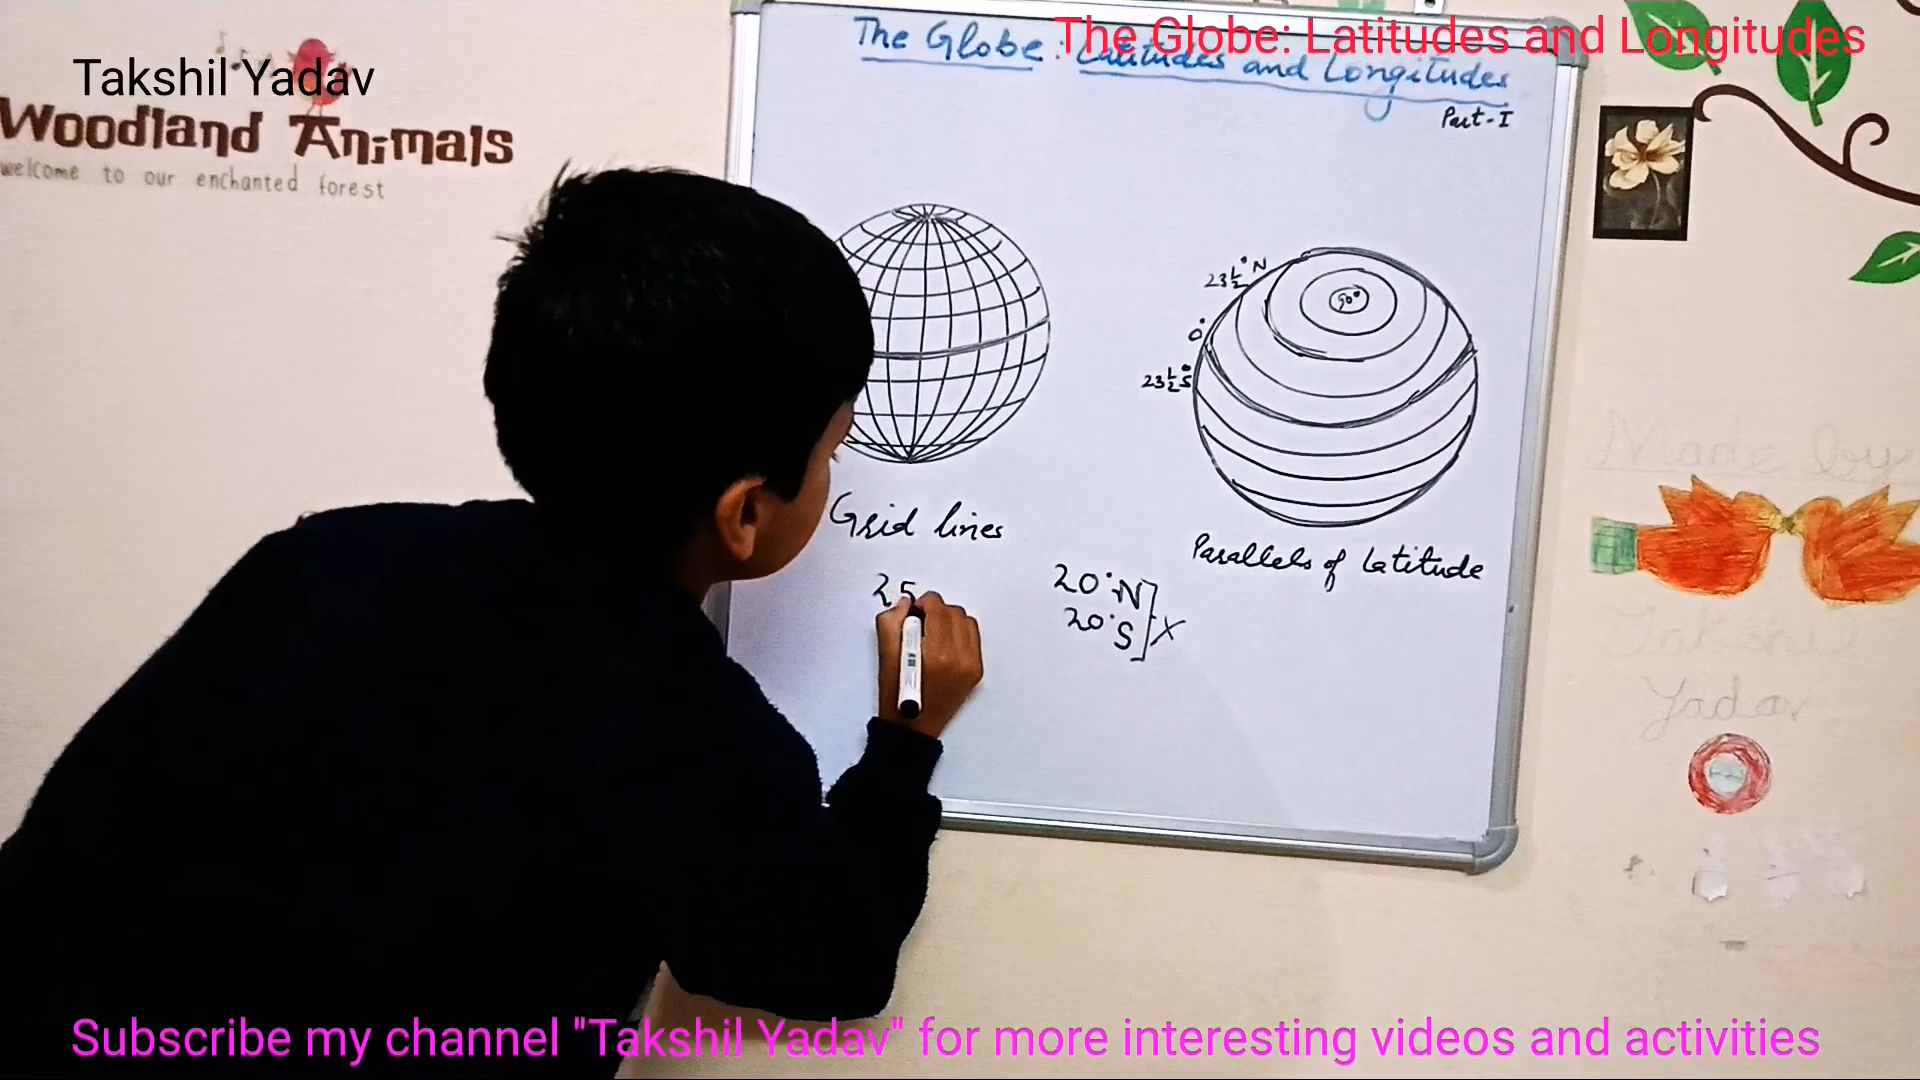 Takshil Yadav
Woodland Animals
welcome to our enchanted forest
The Globe: Latitudes and Longitudes
The Globe: Latitudes and Longitudes
Part-I
23½°N
90°
0°
23½°S
Grid lines
Parallels of Latitude
25
20°N
20°S
X
Made by
Takshil
Yadav
Subscribe my channel "Takshil Yadav" for more interesting videos and activities